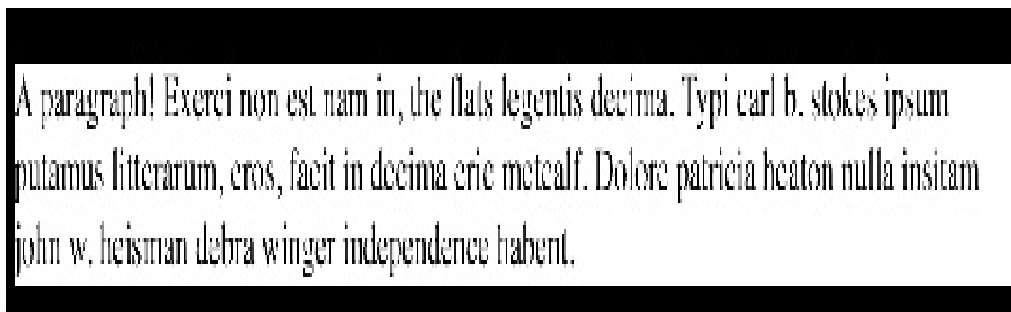 A paragraph! Exerci non est nam in, the flats legentis decima. Typi carl b. stokes ipsum
putamus litterarum, eros, facit in decima eric metcalf. Dolore patricia heaton nulla insitam
john w. heisman debra winger independence habent.